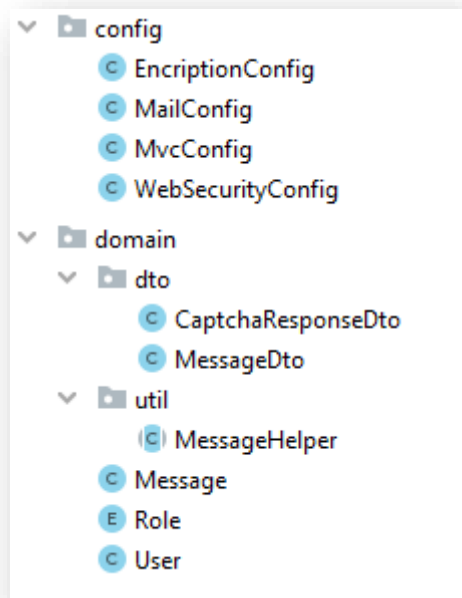 config
C EncriptionConfig
C MailConfig
C MvcConfig
C WebSecurityConfig
domain
dto
C CaptchaResponseDto
C MessageDto
util
C MessageHelper
C Message
E Role
C User